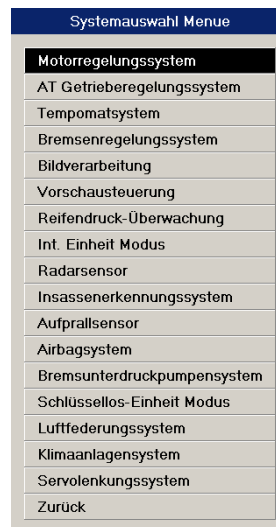 Systemauswahl Menue
Motorregelungssystem
AT Getrieberegelungssystem
Tempomatsystem
Bremsenregelungssystem
Bildverarbeitung
Vorschausteuerung
Reifendruck-Überwachung
Int. Einheit Modus
Radarsensor
Insassenerkennungssystem
Aufprallsensor
Airbagsystem
Bremsunterdruckpumpensystem
Schlüssellos-Einheit Modus
Luftfederungssystem
Klimaanlagensystem
Servolenkungssystem
Zurück